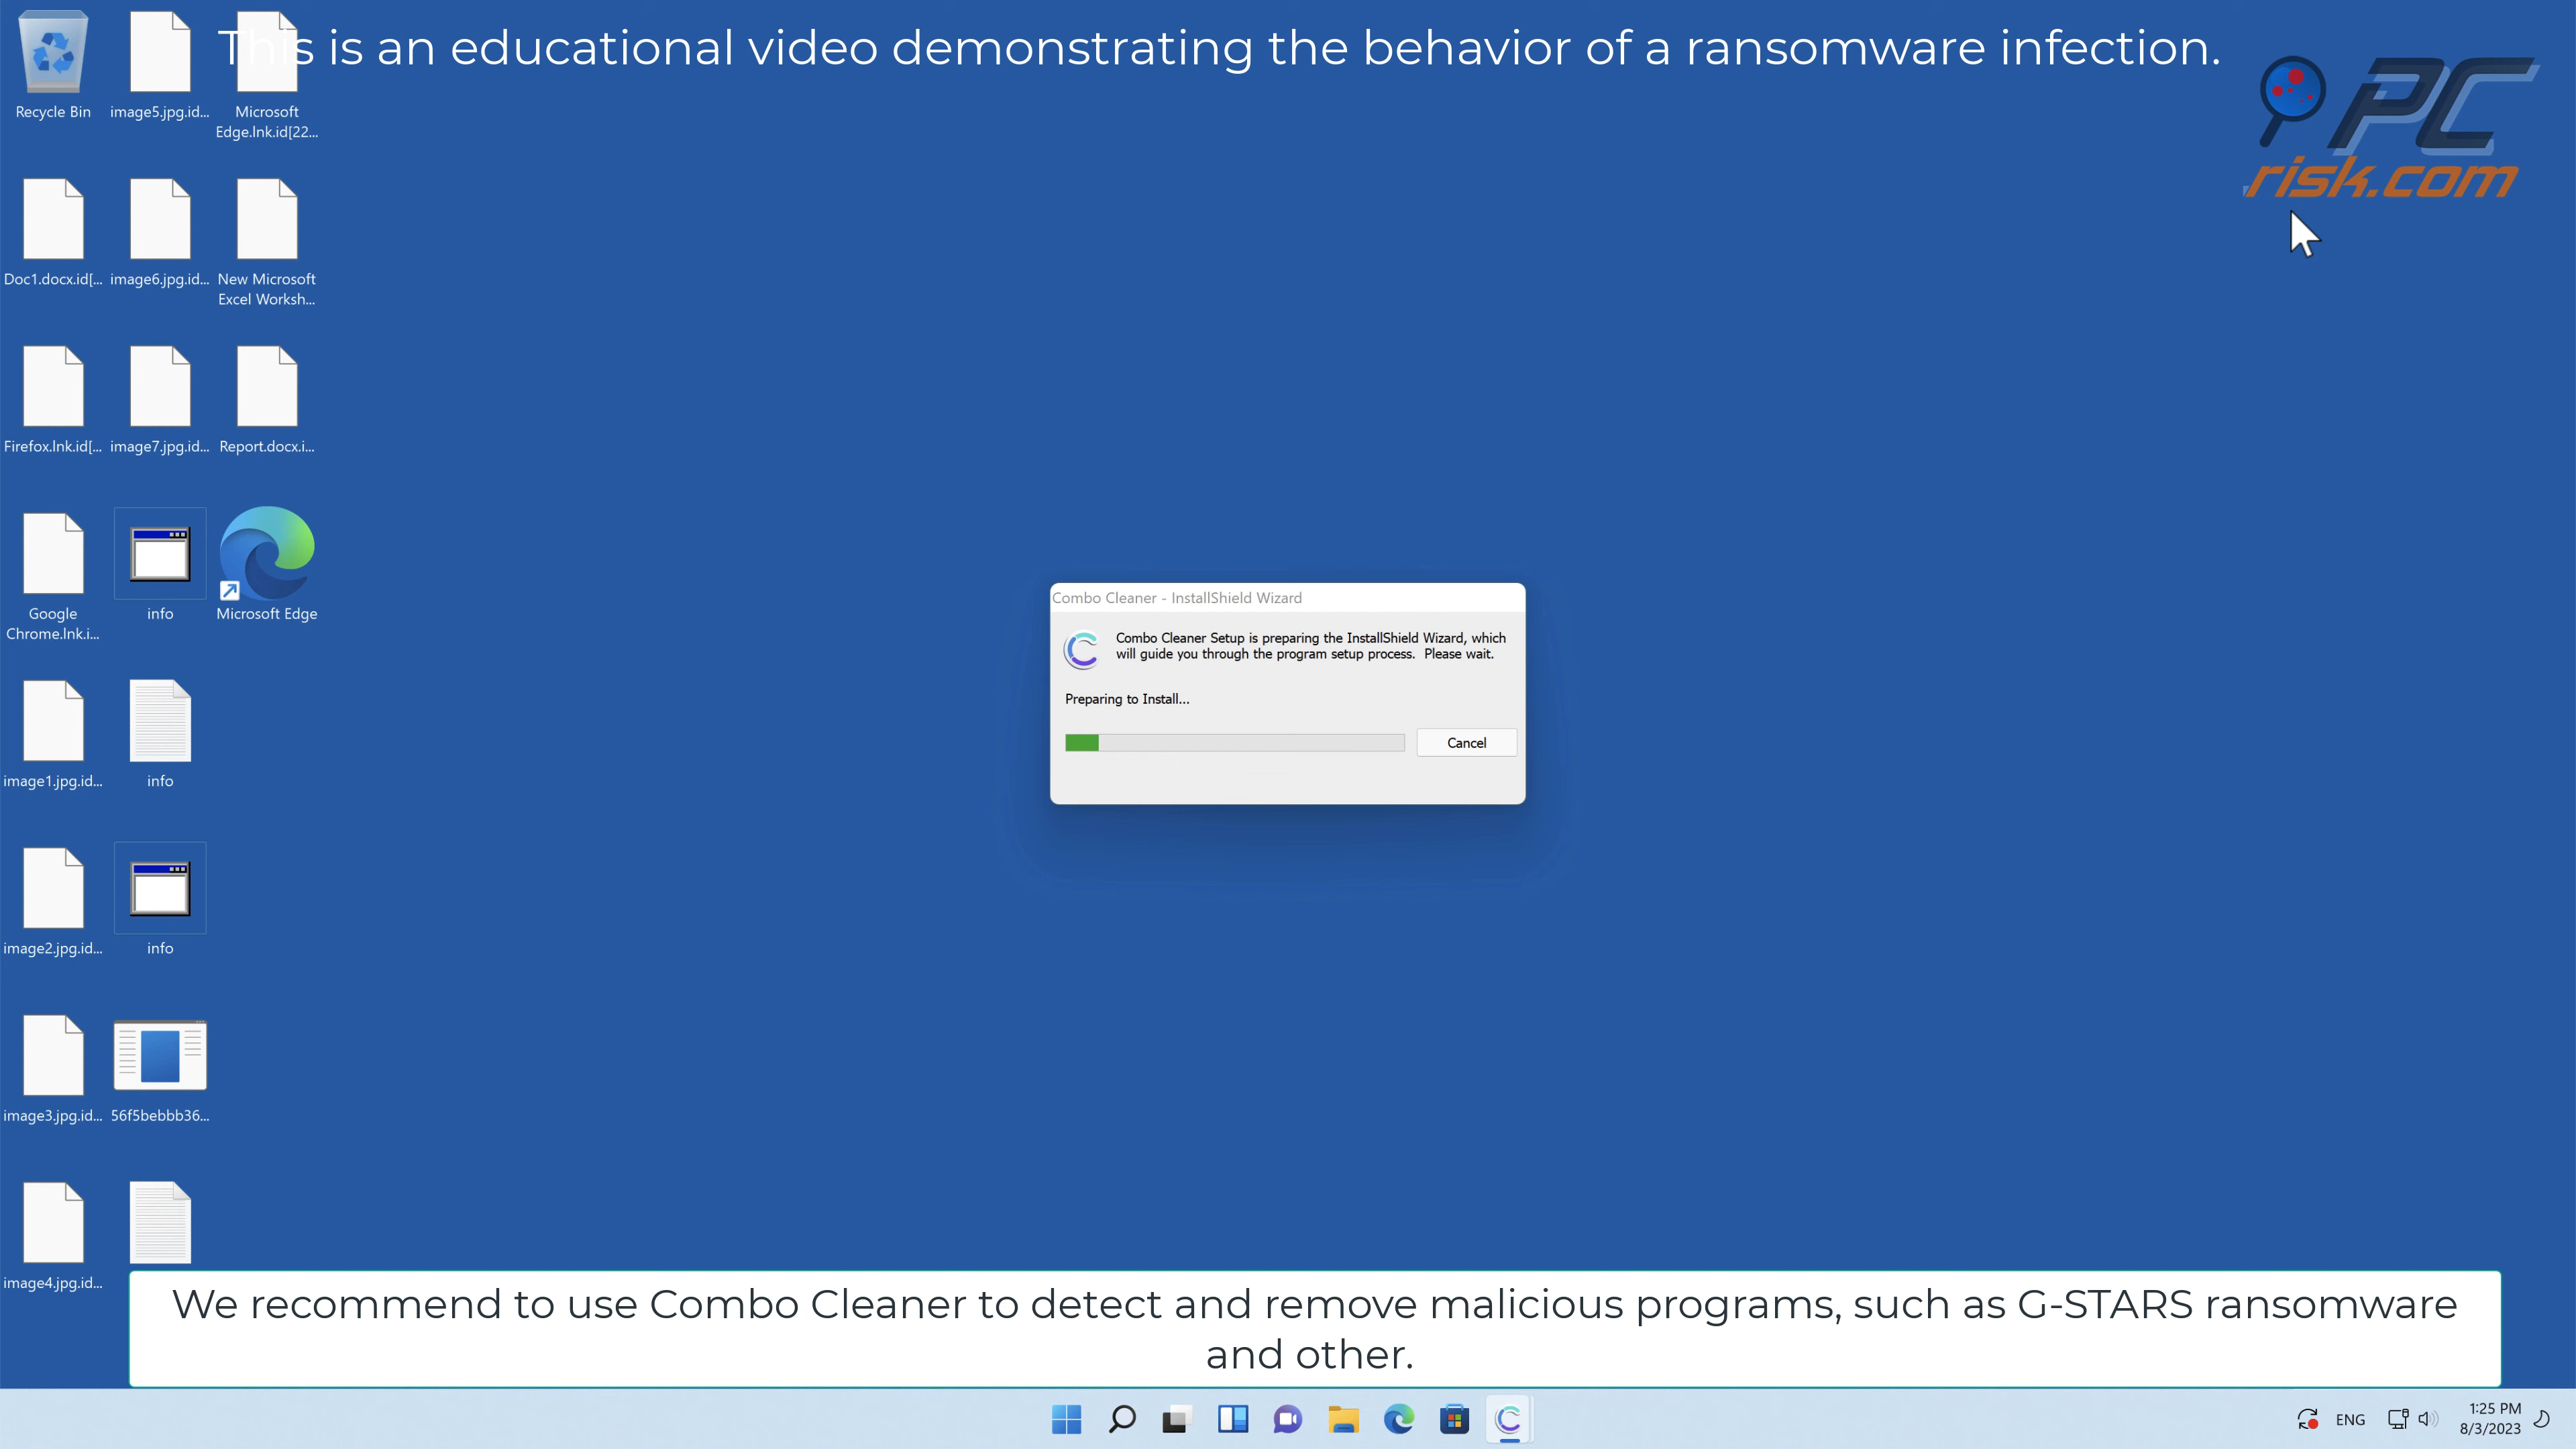 This is an educational video demonstrating the behavior of a ransomware infection.
PC
risk.com
Recycle Bin
image5.jpg.id...
Microsoft
Edge.lnk.id[22...
Doc1.docx.id[...
image6.jpg.id...
New Microsoft
Excel Worksh...
Firefox.lnk.id[...
image7.jpg.id...
Report.docx.i...
Google
Chrome.lnk.i...
info
Microsoft Edge
image1.jpg.id...
info
image2.jpg.id...
info
image3.jpg.id...
56f5bebbb36...
image4.jpg.id...
Combo Cleaner - InstallShield Wizard
Combo Cleaner Setup is preparing the InstallShield Wizard, which
will guide you through the program setup process. Please wait.
Preparing to Install...
Cancel
We recommend to use Combo Cleaner to detect and remove malicious programs, such as G-STARS ransomware
and other.
ENG
1:25 PM
8/3/2023